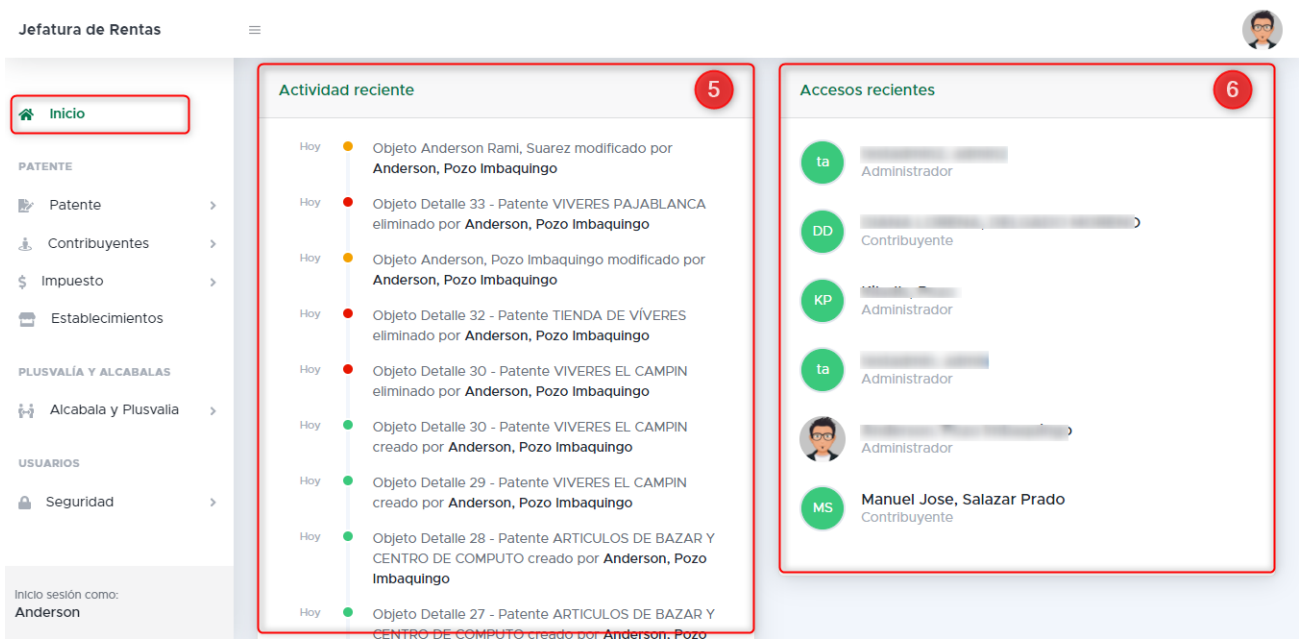 Jefatura de Rentas
Inicio
PATENTE
Patente
Contribuyentes
Impuesto
Establecimientos
PLUSVALÍA Y ALCABALAS
Alcabala y Plusvalia
USUARIOS
Seguridad
Inicio sesión como:
Anderson
Actividad reciente
5
Hoy
Objeto Anderson Rami, Suarez modificado por
Anderson, Pozo Imbaquingo
Hoy
Objeto Detalle 33 - Patente VIVERES PAJABLANCA
eliminado por Anderson, Pozo Imbaquingo
Hoy
Objeto Anderson, Pozo Imbaquingo modificado por
Anderson, Pozo Imbaquingo
Hoy
Objeto Detalle 32 - Patente TIENDA DE VÍVERES
eliminado por Anderson, Pozo Imbaquingo
Hoy
Objeto Detalle 30 - Patente VIVERES EL CAMPIN
eliminado por Anderson, Pozo Imbaquingo
Hoy
Objeto Detalle 30 - Patente VIVERES EL CAMPIN
creado por Anderson, Pozo Imbaquingo
Hoy
Objeto Detalle 29 - Patente VIVERES EL CAMPIN
creado por Anderson, Pozo Imbaquingo
Hoy
Objeto Detalle 28 - Patente ARTICULOS DE BAZAR Y
CENTRO DE COMPUTO creado por Anderson, Pozo
Imbaquingo
Hoy
Objeto Detalle 27 - Patente ARTICULOS DE BAZAR Y
CENTRO DE COMPUTO creado por Anderson, Pozo
Accesos recientes
6
ta
Administrador
DD
Contribuyente
KP
Administrador
ta
Administrador
Administrador
MS
Manuel Jose, Salazar Prado
Contribuyente